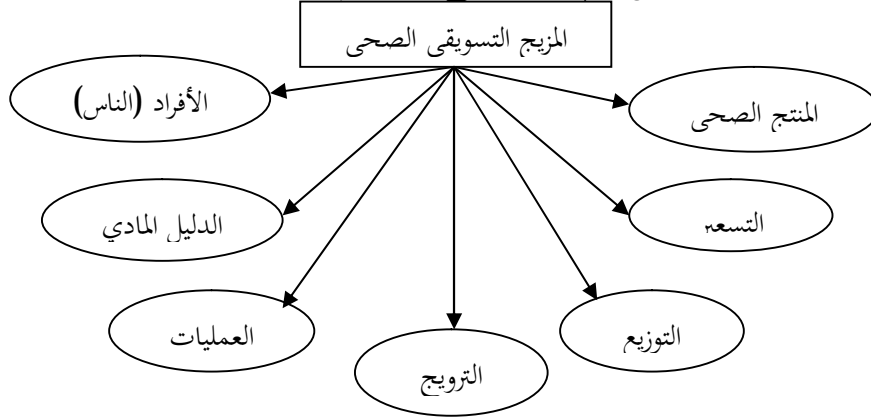 المزيج التسويقى الصحى
المنتج الصحى
التسعير
التوزيع
الترويج
العمليات
الدليل المادي
الأفراد (الناس)